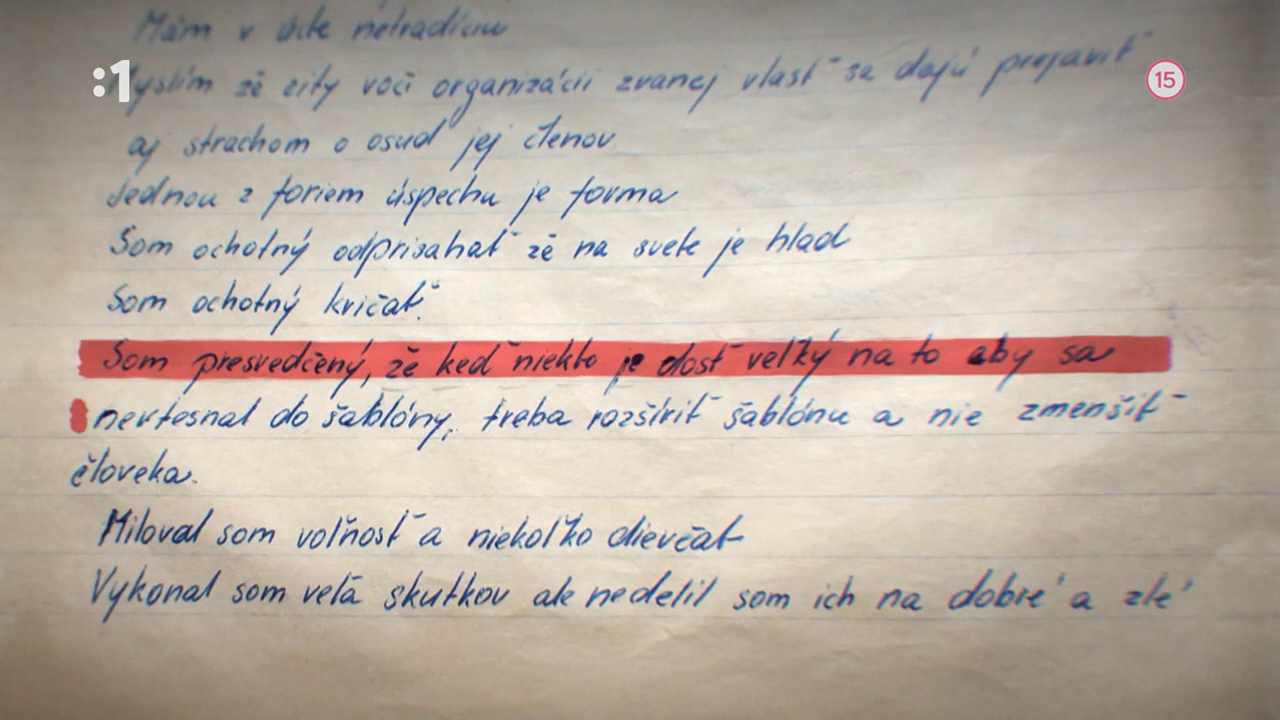 Mám v úcte netradíciu
:1
Myslím že city voči organizácii zvanej vlasť sa dajú prejaviť
15
aj strachom o osud jej členov
Jednou z foriem úspechu je forma
Som ochotný odprisahať že na svete je hlad
Som ochotný kričať.
Som presvedčený, že keď niekto je dosť veľký na to aby sa
nevtesnal do šablóny, treba rozšíriť šablónu a nie zmenšiť
človeka.
Miloval som voľnosť a niekoľko dievčat
Vykonal som veľa skutkov ale nedelil som ich na dobré a zlé